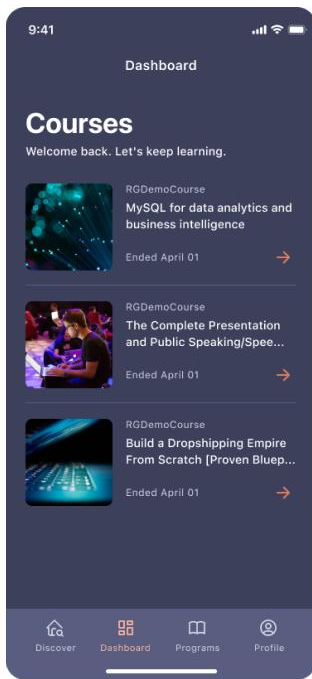 9:41
Dashboard
Courses
Welcome back. Let's keep learning.
RGDemoCourse
MySQL for data analytics and
business intelligence
Ended April 01
RGDemoCourse
The Complete Presentation
and Public Speaking/Spee...
Ended April 01
RGDemoCourse
Build a Dropshipping Empire
From Scratch [Proven Bluep...
Ended April 01
Discover
Dashboard
Programs
Profile